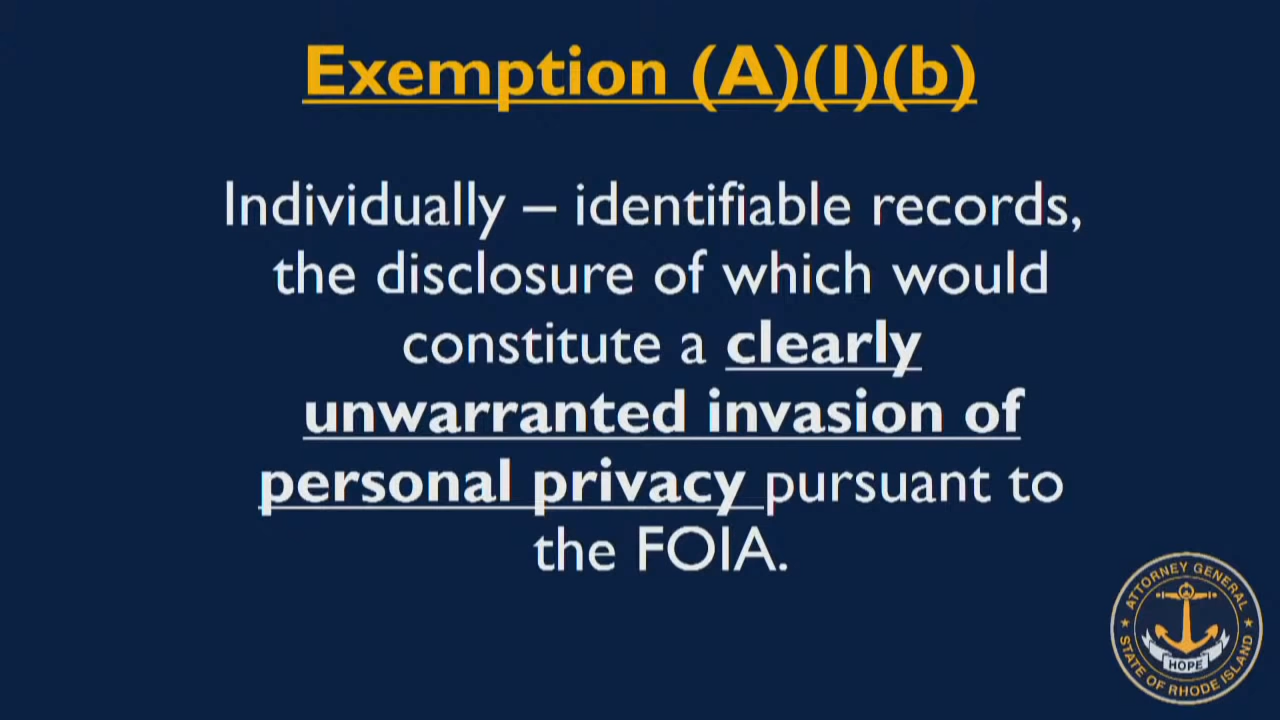 Exemption (A)(I)(b)
Individually – identifiable records,
the disclosure of which would
constitute a clearly
unwarranted invasion of
personal privacy pursuant to
the FOIA.
ATTORNEY GENERAL
HOPE
STATE OF RHODE ISLAND